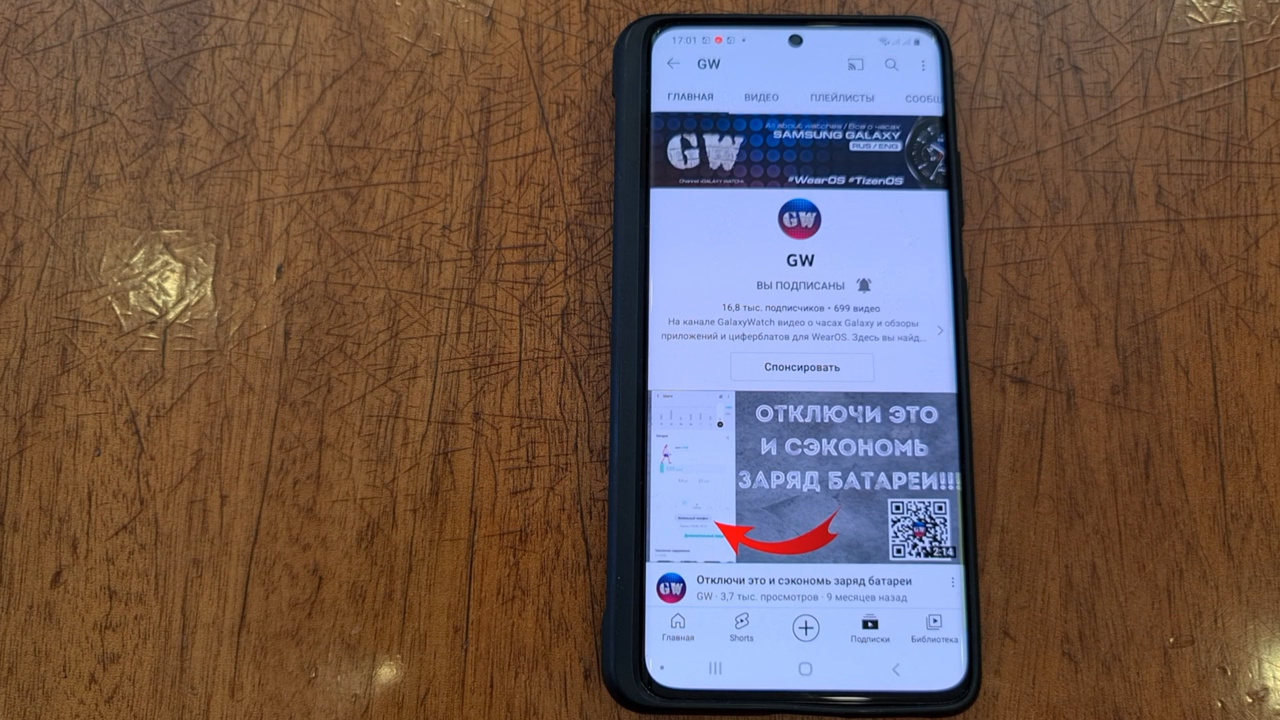 17:01
GW
ГЛАВНАЯ ВИДЕО ПЛЕЙЛИСТЫ СООБЩ
All about watches / Всё о часах
SAMSUNG GALAXY
GW
RUS / ENG
Channel «GALAXY WATCH»
#WearOS #TizenOS
GW
GW
ВЫ ПОДПИСАНЫ
16,8 тыс. подписчиков • 699 видео
На канале GalaxyWatch видео о часах Galaxy и обзоры
приложений и циферблатов для WearOS. Здесь вы найд...
Спонсировать
ОТКЛЮЧИ ЭТО
И СЭКОНОМЬ
ЗАРЯД БАТАРЕИ!!!
2:14
GW
Отключи это и сэкономь заряд батареи
GW · 3,7 тыс. просмотров · 9 месяцев назад
Главная Shorts Подписки Библиотека